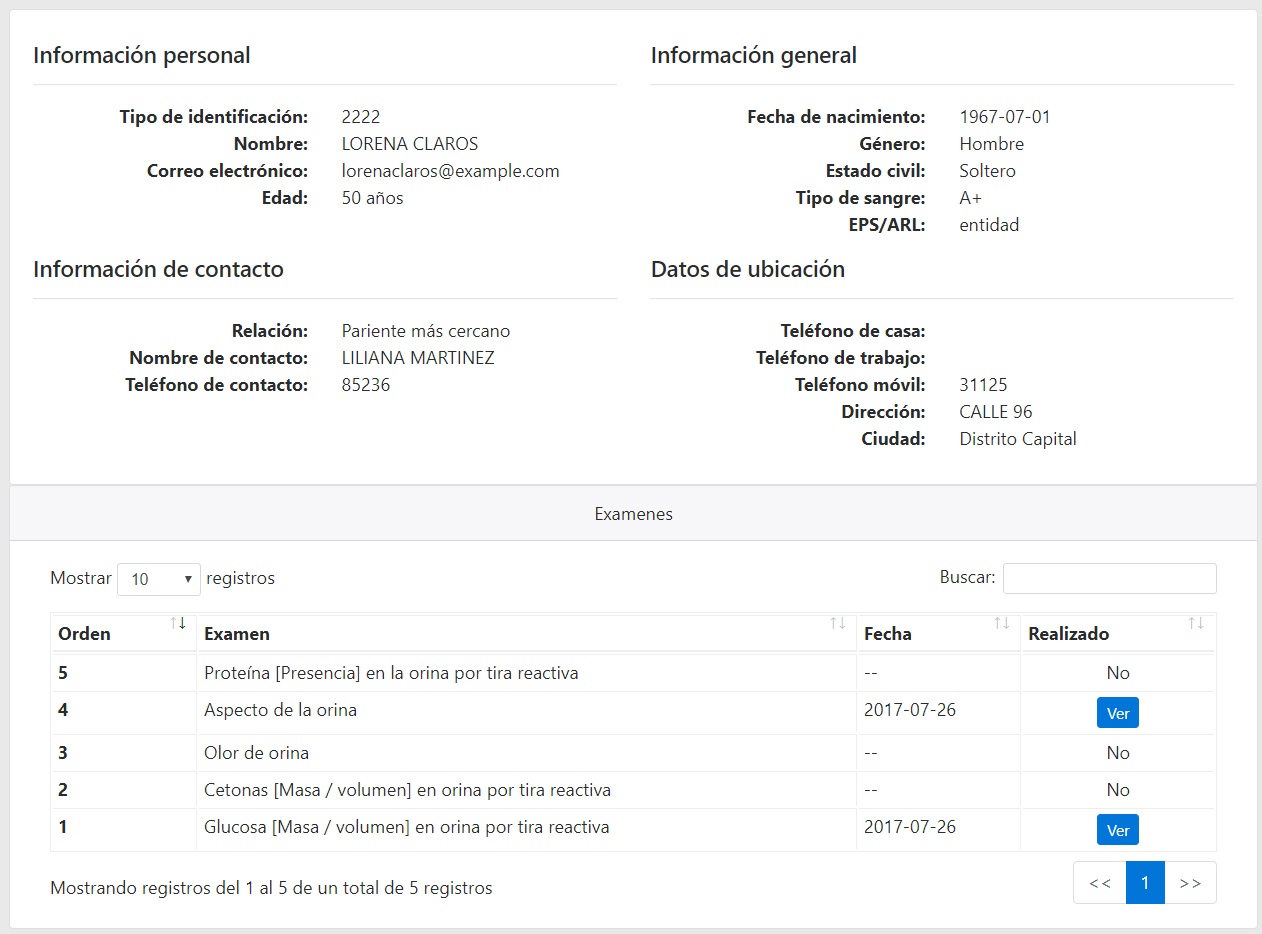 Información personal
Tipo de identificación: 2222
Nombre: LORENA CLAROS
Correo electrónico: lorenaclaros@example.com
Edad: 50 años
Información general
Fecha de nacimiento: 1967-07-01
Género: Hombre
Estado civil: Soltero
Tipo de sangre: A+
EPS/ARL: entidad
Información de contacto
Relación: Pariente más cercano
Nombre de contacto: LILIANA MARTINEZ
Teléfono de contacto: 85236
Datos de ubicación
Teléfono de casa:
Teléfono de trabajo:
Teléfono móvil: 31125
Dirección: CALLE 96
Ciudad: Distrito Capital
Examenes
Mostrar 10 registros Buscar:
Orden Examen Fecha Realizado
5 Proteína [Presencia] en la orina por tira reactiva -- No
4 Aspecto de la orina 2017-07-26 Ver
3 Olor de orina -- No
2 Cetonas [Masa / volumen] en orina por tira reactiva -- No
1 Glucosa [Masa / volumen] en orina por tira reactiva 2017-07-26 Ver
Mostrando registros del 1 al 5 de un total de 5 registros << 1 >>